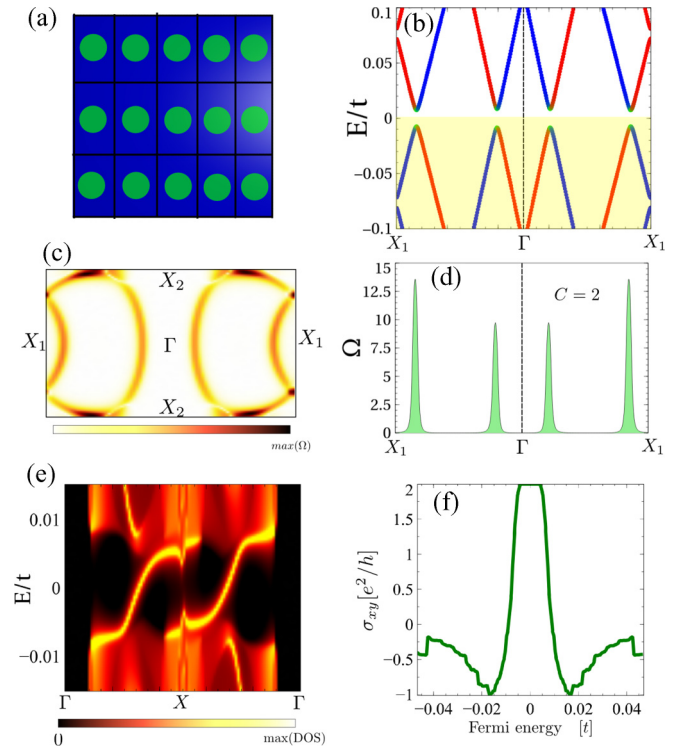 (a)
(b)
E/t
0.1
0.05
0
−0.05
−0.1
X₁ Γ X₁
(c)
X₂
X₁ Γ X₁
X₂
max(Ω)
(d)
C = 2
Ω
15
12.5
10
7.5
5
2.5
0
X₁ Γ X₁
(e)
E/t
0.01
0
−0.01
Γ X Γ
0 max(DOS)
(f)
σxy[e²/h]
2
1.5
1
0.5
0
-0.5
-1
−0.04 −0.02 0 0.02 0.04
Fermi energy [t]